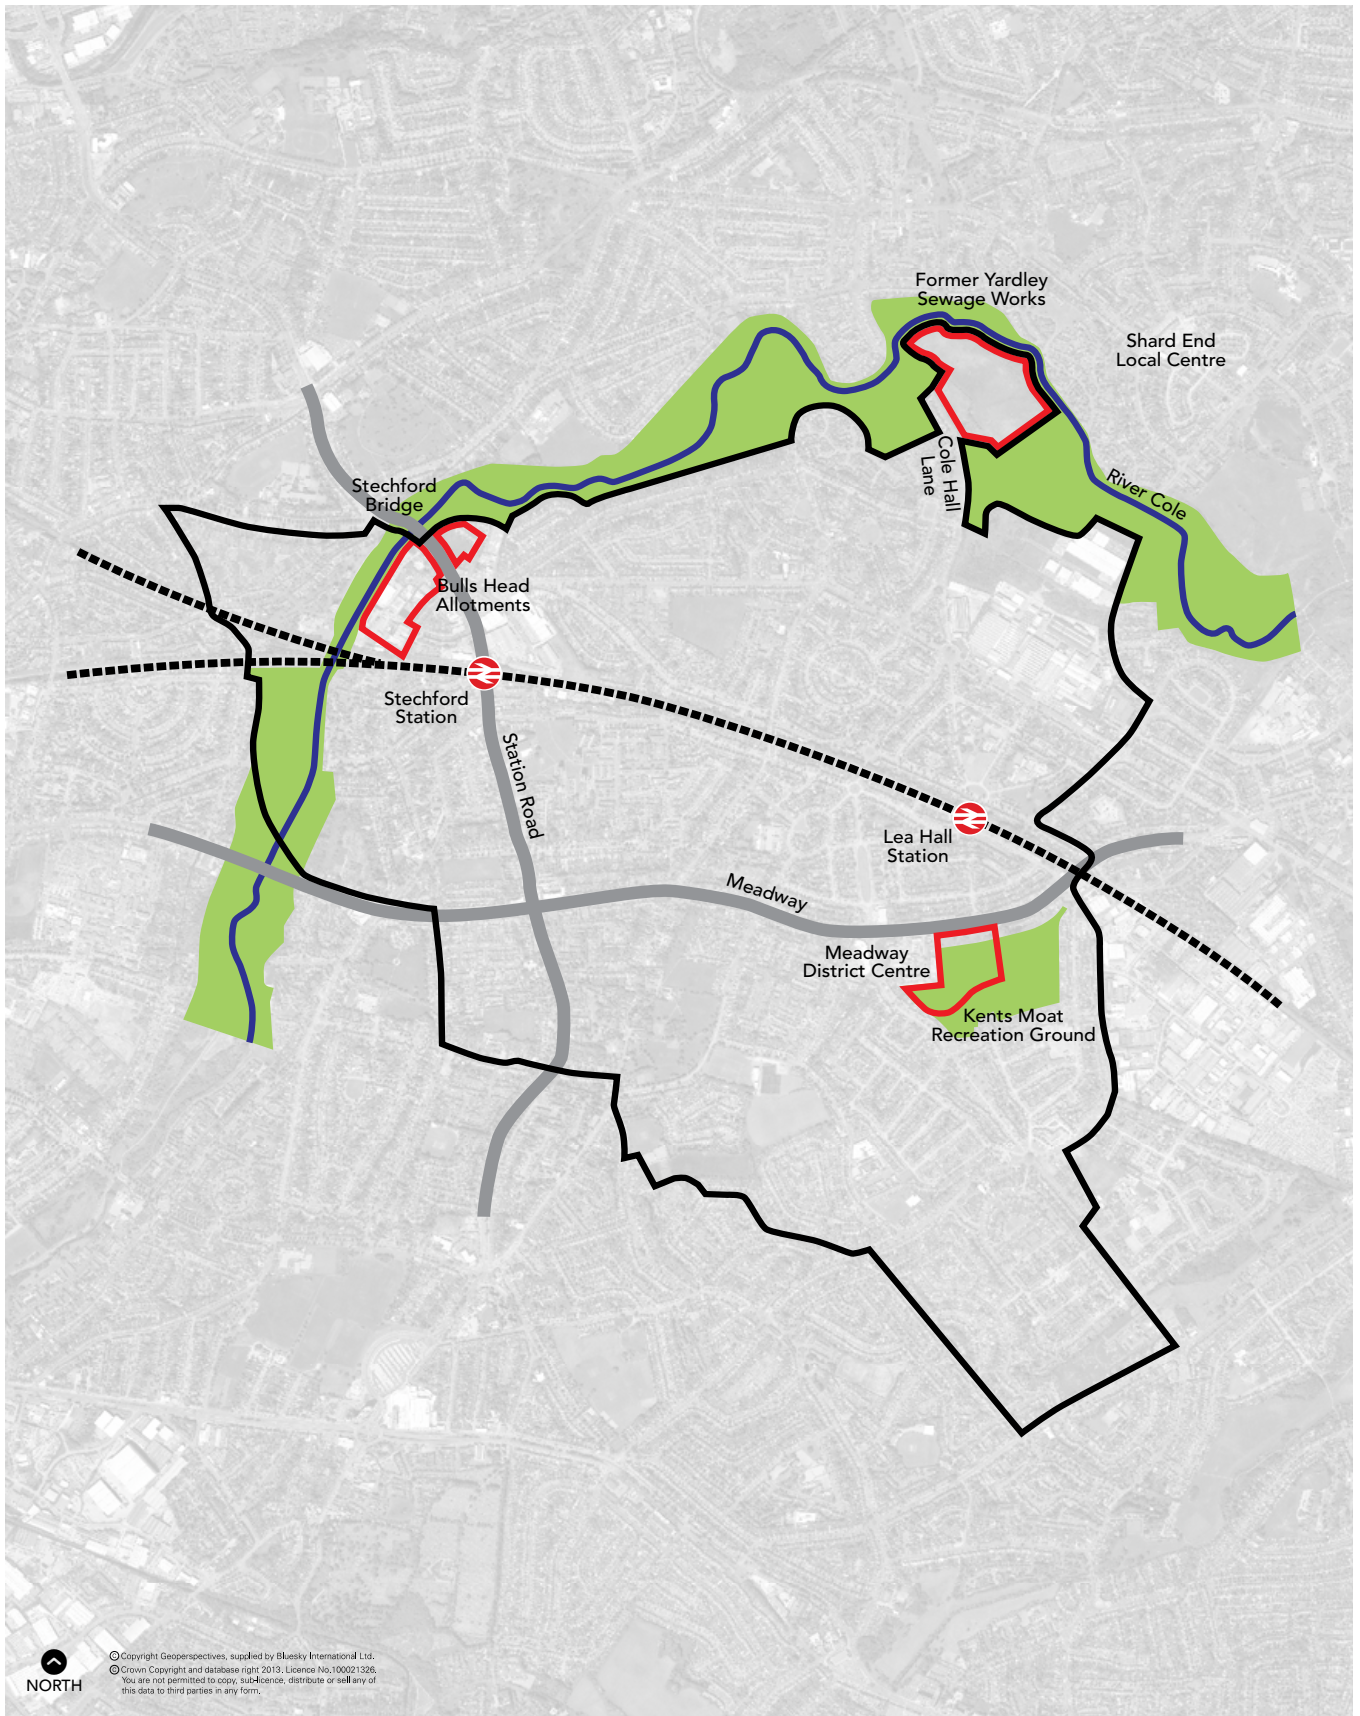 Former Yardley
Sewage Works
Shard End
Local Centre
Cole Hall
Lane
River Cole
Stechford
Bridge
Bulls Head
Allotments
Stechford
Station
Station Road
Lea Hall
Station
Meadway
Meadway
District Centre
Kents Moat
Recreation Ground
NORTH
© Copyright Geoperspectives, supplied by Bluesky International Ltd.
© Crown Copyright and database right 2013. Licence No.100021326.
You are not permitted to copy, sub-licence, distribute or sell any of
this data to third parties in any form.